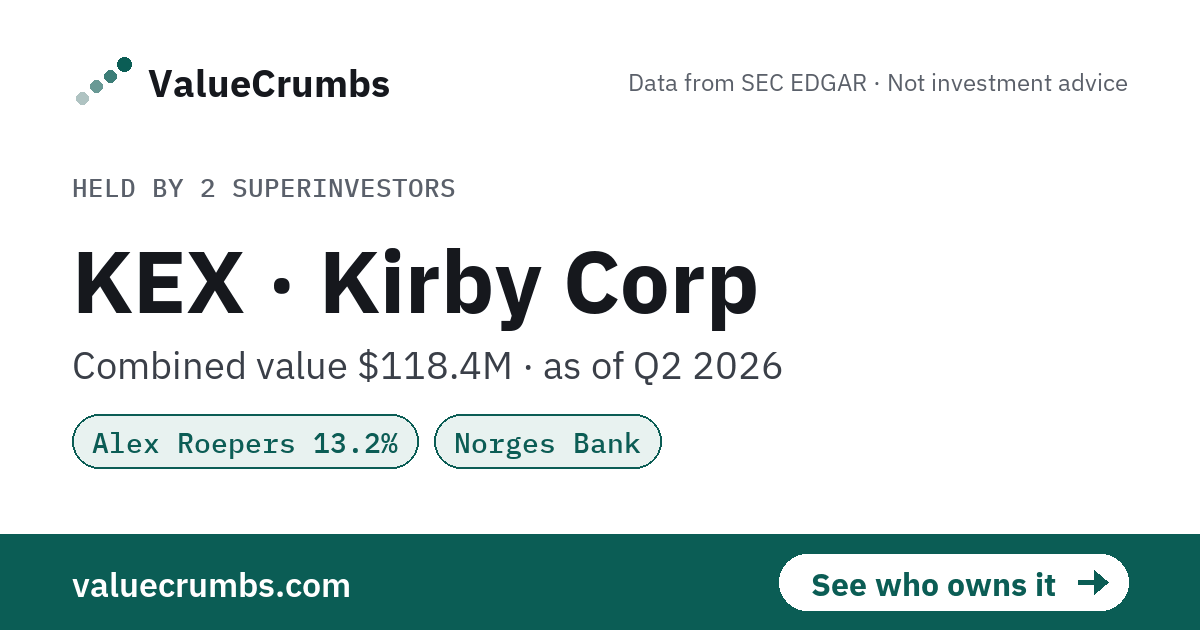 ValueCrumbs
Data from SEC EDGAR · Not investment advice
HELD BY 2 SUPERINVESTORS
KEX · Kirby Corp
Combined value $118.4M · as of Q2 2026
Alex Roepers 13.2%
Norges Bank
valuecrumbs.com
See who owns it →